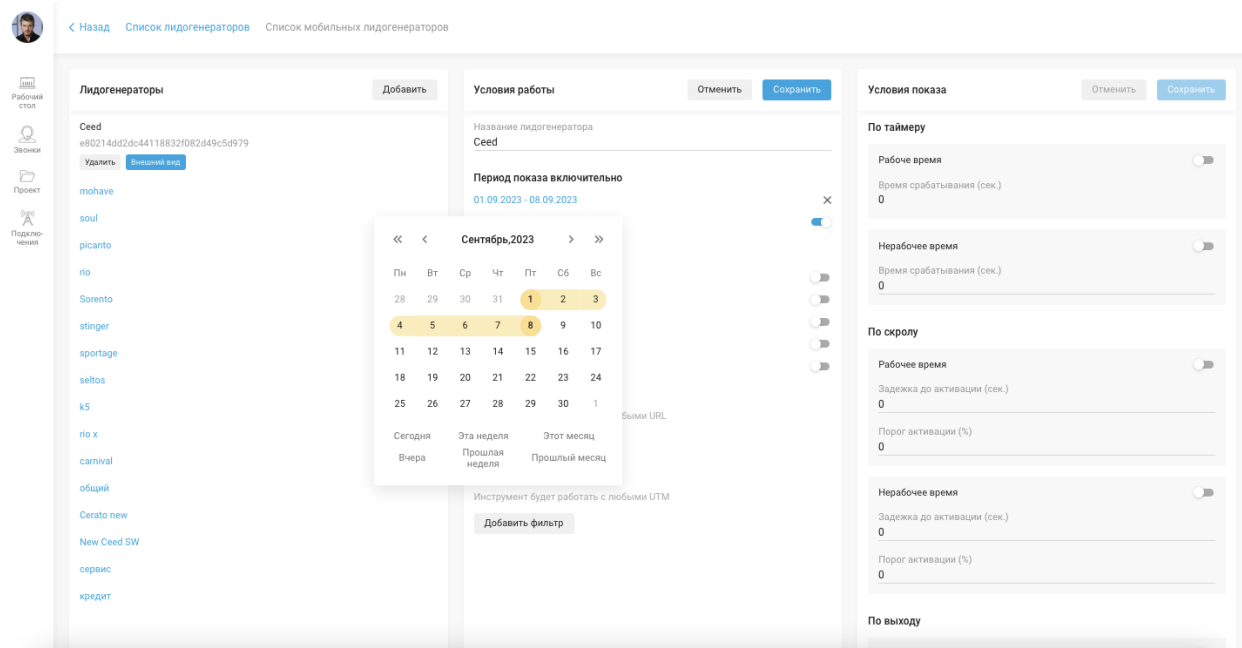 Назад Список лидогенераторов Список мобильных лидогенераторов
Рабочий
стол
Звонки
Проект
Подклю-
чения
Лидогенераторы Добавить
Ceed
e80214dd2dc44118832f082d49c5d979
Удалить Внешний вид
mohave
soul
picanto
rio
Sorento
stinger
sportage
seltos
k5
rio x
carnival
общий
Cerato new
New Ceed SW
сервис
кредит
Условия работы Отменить Сохранить
Название лидогенератора
Ceed
Период показа включительно
01.09.2023 - 08.09.2023
Сентябрь,2023
Пн Вт Ср Чт Пт Сб Вс
28 29 30 31 1 2 3
4 5 6 7 8 9 10
11 12 13 14 15 16 17
18 19 20 21 22 23 24
25 26 27 28 29 30 1
Сегодня Эта неделя Этот месяц
Вчера Прошлая неделя Прошлый месяц
быми URL
Инструмент будет работать с любыми UTM
Добавить фильтр
Условия показа Отменить Сохранить
По таймеру
Рабоче время
Время срабатывания (сек.)
0
Нерабочее время
Время срабатывания (сек.)
0
По скролу
Рабочее время
Задежка до активации (сек.)
0
Порог активации (%)
0
Нерабочее время
Задежка до активации (сек.)
0
Порог активации (%)
0
По выходу